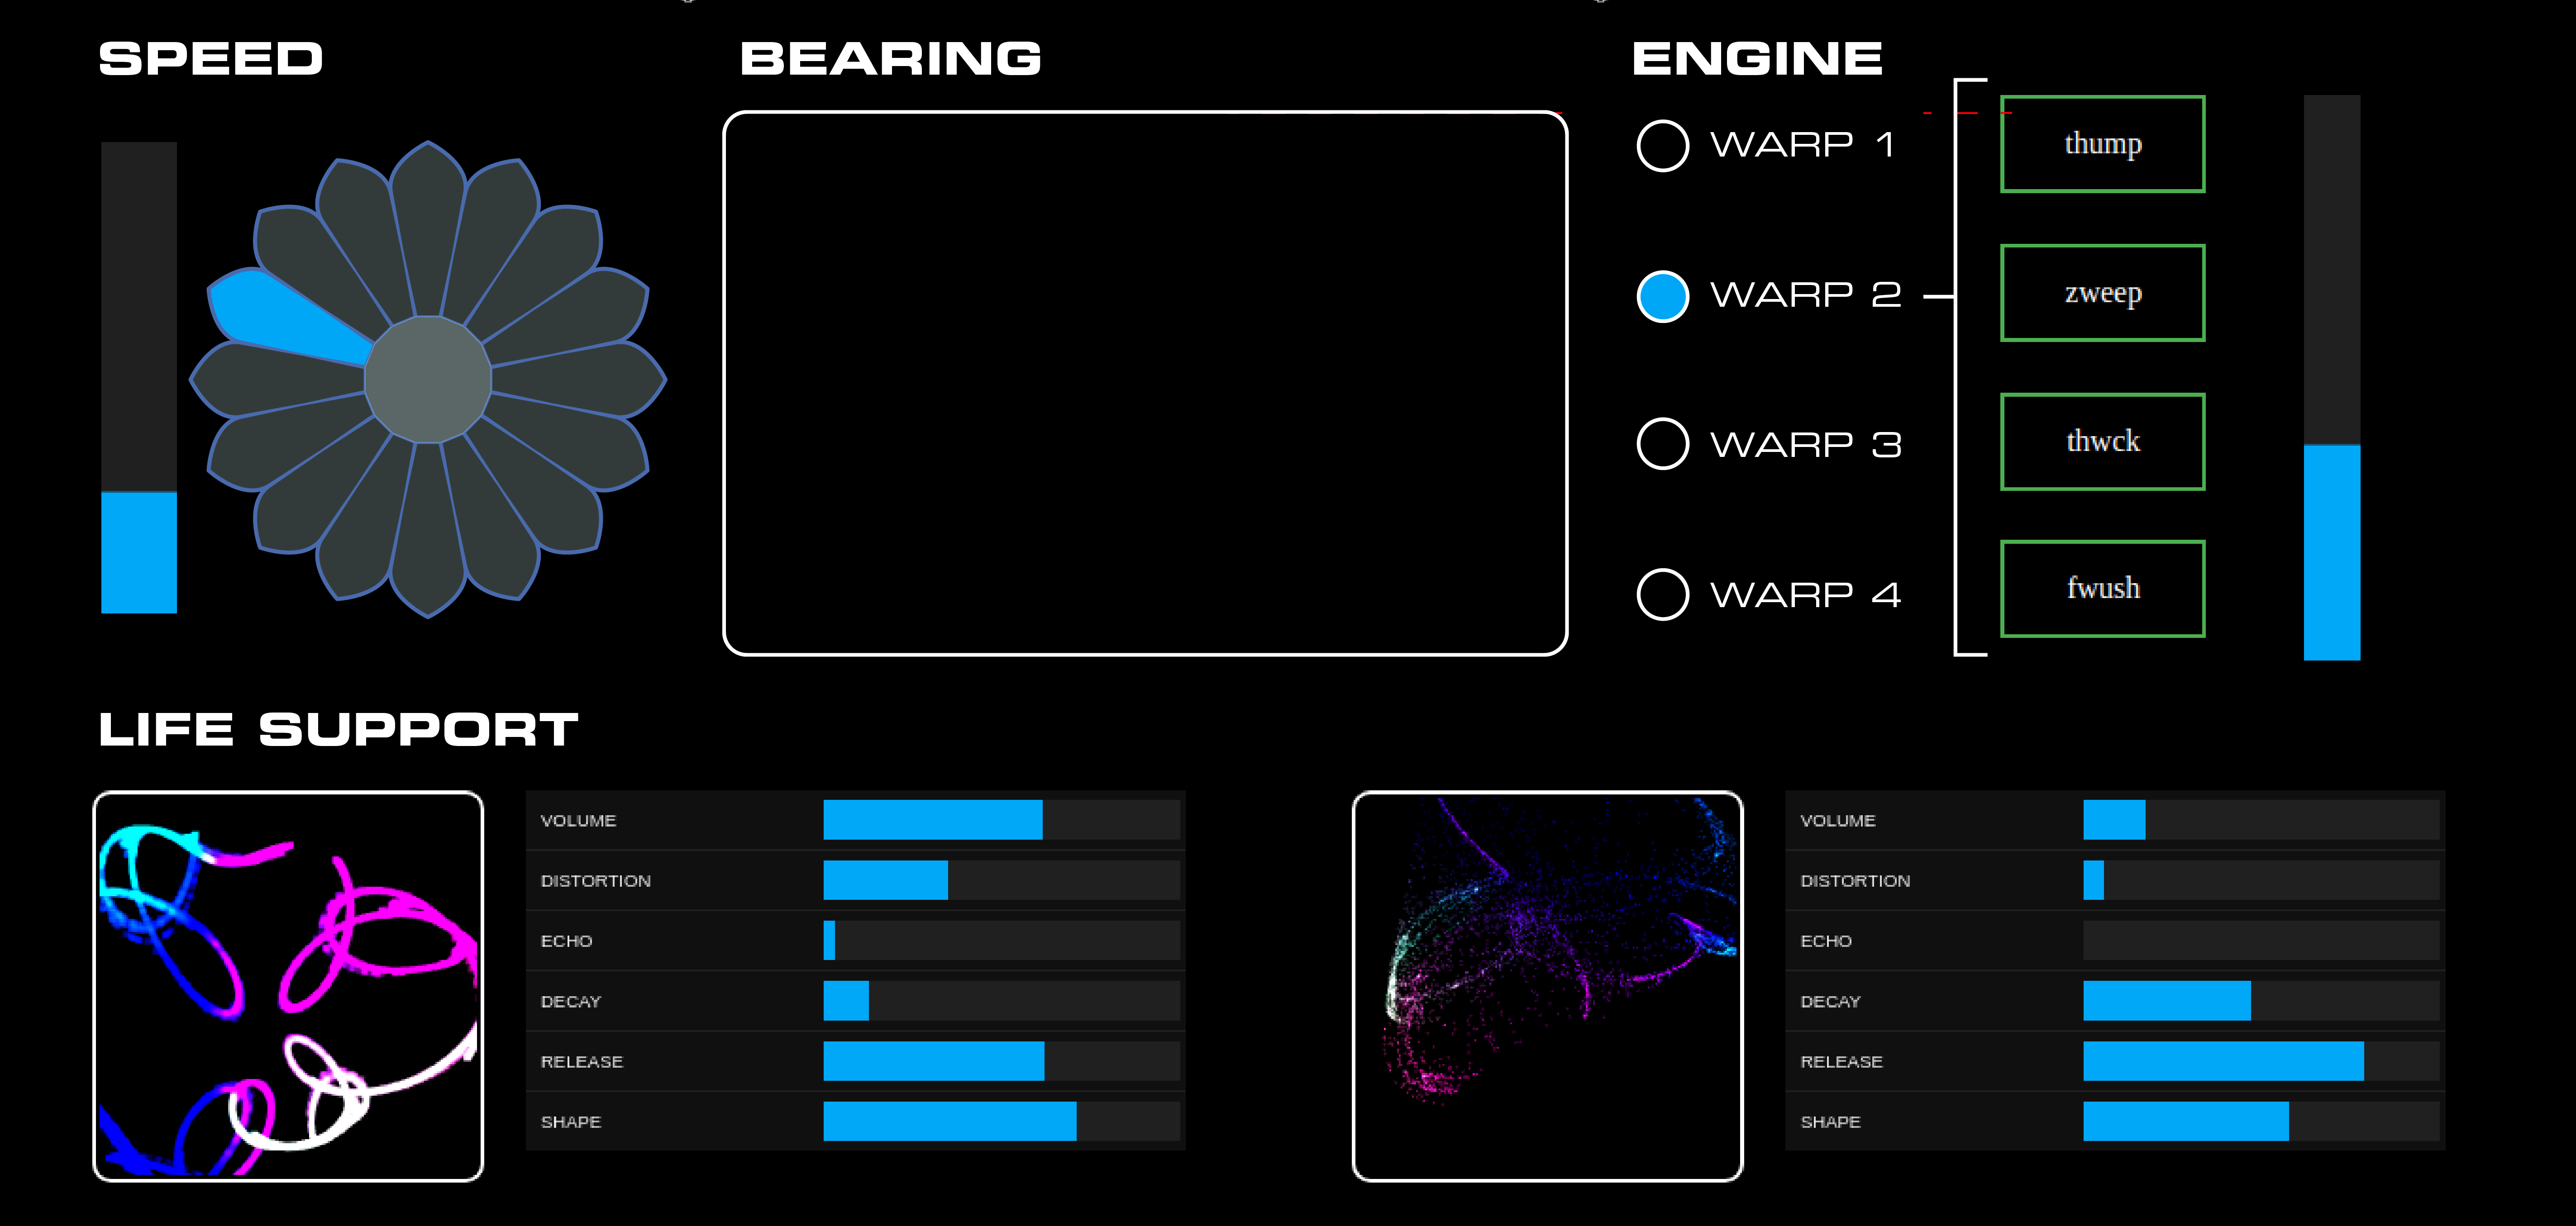 SPEED
BEARING
ENGINE
WARP 1
thump
WARP 2
zweep
WARP 3
thwck
WARP 4
fwush
LIFE SUPPORT
VOLUME
DISTORTION
ECHO
DECAY
RELEASE
SHAPE
VOLUME
DISTORTION
ECHO
DECAY
RELEASE
SHAPE